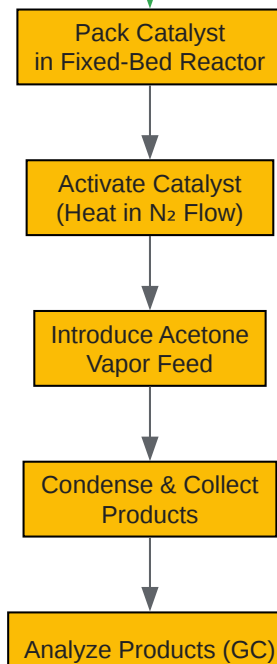 Pack Catalyst
in Fixed-Bed Reactor
Activate Catalyst
(Heat in N₂ Flow)
Introduce Acetone
Vapor Feed
Condense & Collect
Products
Analyze Products (GC)